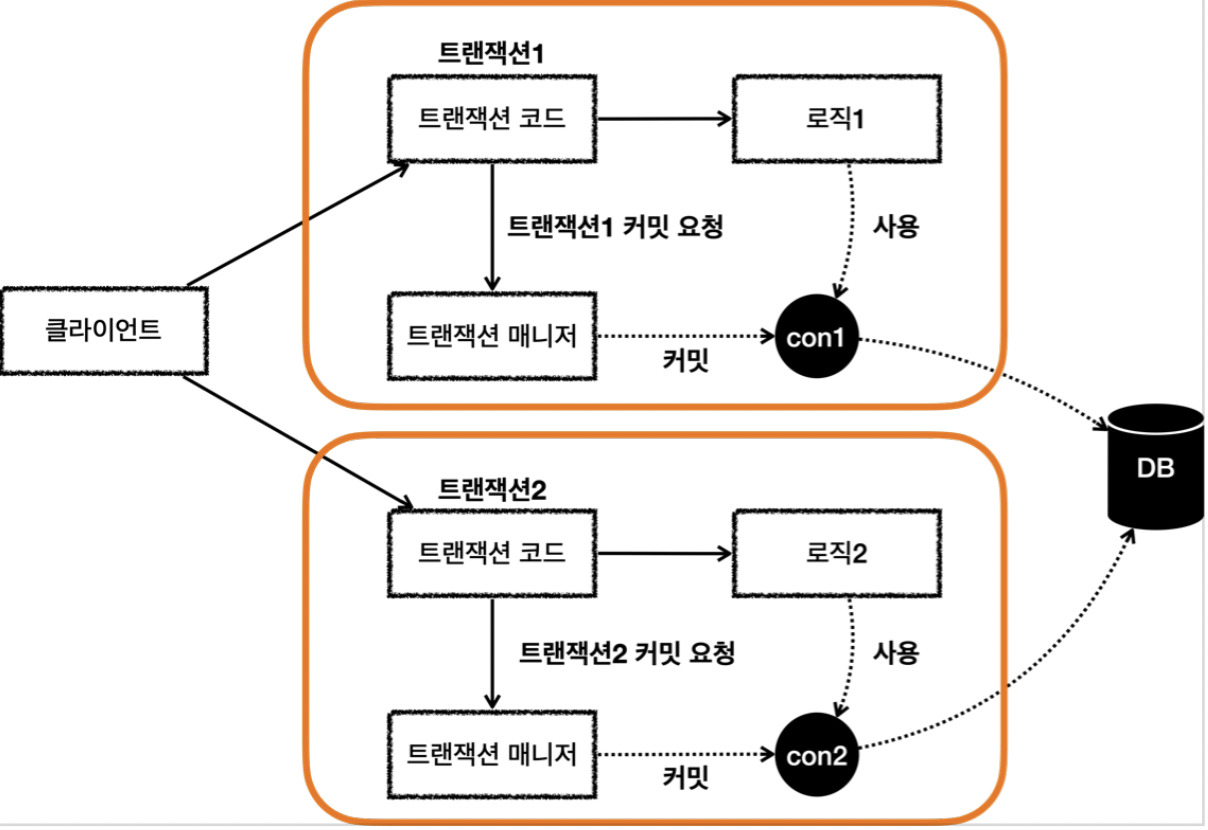 트랜잭션1
트랜잭션 코드
로직1
트랜잭션1 커밋 요청
사용
클라이언트
트랜잭션 매니저
커밋
con1
DB
트랜잭션2
트랜잭션 코드
로직2
트랜잭션2 커밋 요청
사용
트랜잭션 매니저
커밋
con2